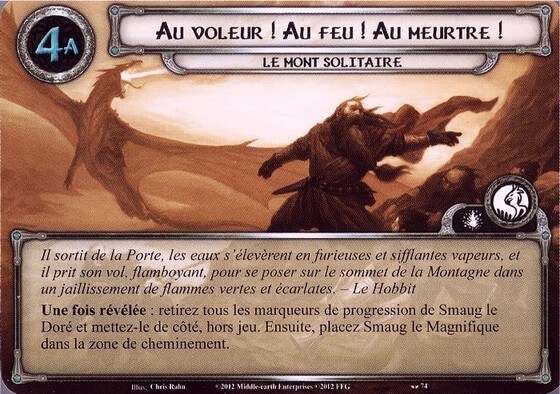 4A
Au voleur ! Au feu ! Au meurtre !
Le Mont Solitaire
Il sortit de la Porte, les eaux s'élevèrent en furieuses et sifflantes vapeurs, et
il prit son vol, flamboyant, pour se poser sur le sommet de la Montagne dans
un jaillissement de flammes vertes et écarlates. – Le Hobbit
Une fois révélée : retirez tous les marqueurs de progression de Smaug le
Doré et mettez-le de côté, hors jeu. Ensuite, placez Smaug le Magnifique
dans la zone de cheminement.
Illus. Chris Rahn ©2012 Middle-earth Enterprises ©2012 FFG 74